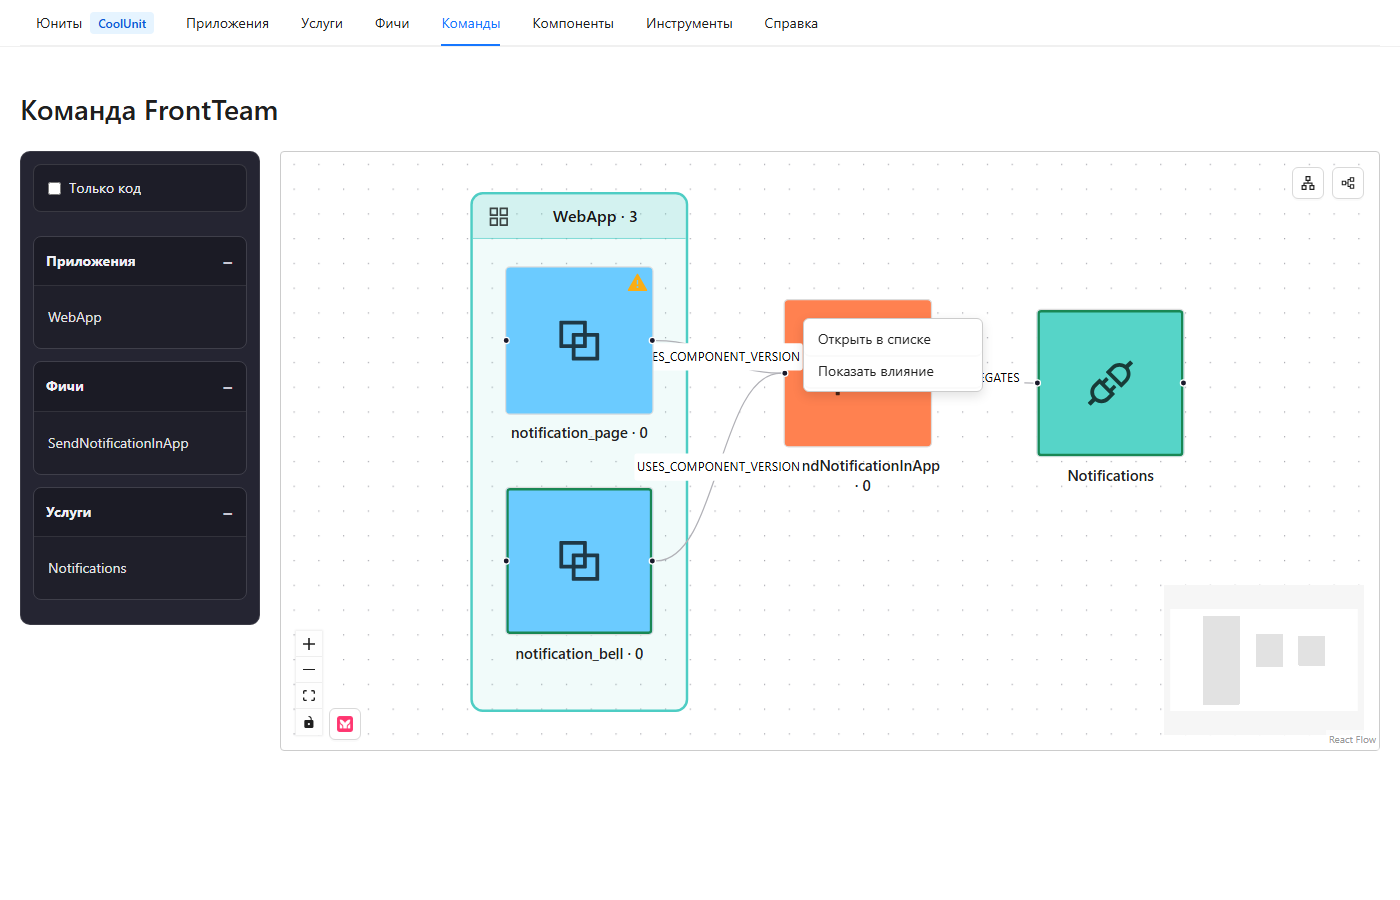 Юниты CoolUnit Приложения Услуги Фичи Команды Компоненты Инструменты Справка
Команда FrontTeam
Только код
Приложения
WebApp
Фичи
SendNotificationInApp
Услуги
Notifications
WebApp · 3
notification_page · 0
notification_bell · 0
ES_COMPONENT_VERSION
USES_COMPONENT_VERSION
Открыть в списке
Показать влияние
ndNotificationInApp
· 0
EGATES
Notifications
React Flow